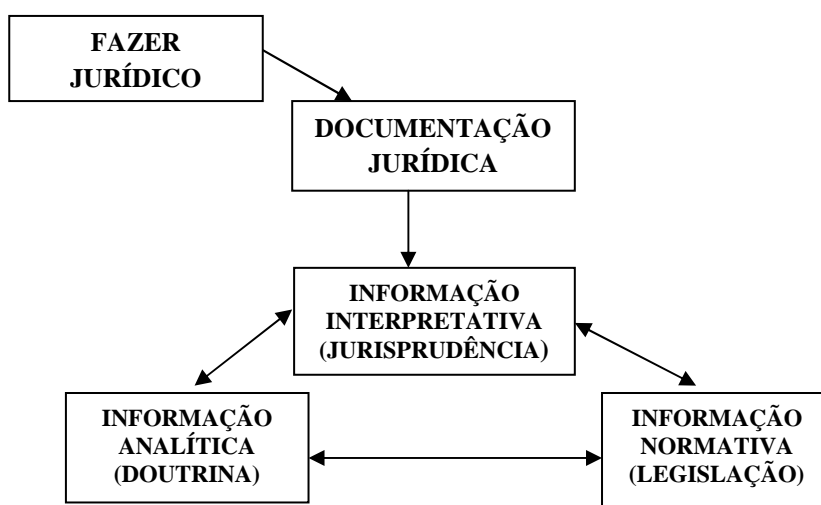 FAZER
JURÍDICO
DOCUMENTAÇÃO
JURÍDICA
INFORMAÇÃO
INTERPRETATIVA
(JURISPRUDÊNCIA)
INFORMAÇÃO
ANALÍTICA
(DOUTRINA)
INFORMAÇÃO
NORMATIVA
(LEGISLAÇÃO)